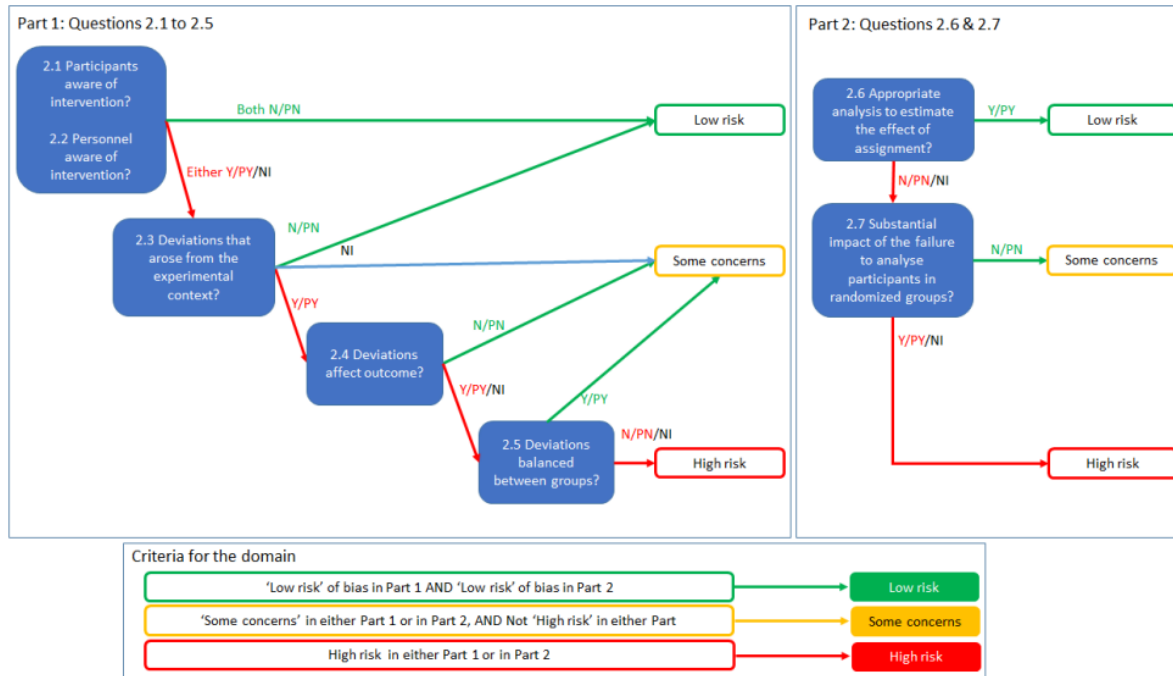 Part 1: Questions 2.1 to 2.5
2.1 Participants
aware of
intervention?
2.2 Personnel
aware of
intervention?
Both N/PN
Low risk
Either Y/PY/NI
2.3 Deviations that
arose from the
experimental
context?
N/PN
NI
Some concerns
Y/PY
2.4 Deviations
affect outcome?
N/PN
Y/PY/NI
Y/PY
2.5 Deviations
balanced
between groups?
N/PN/NI
High risk
Part 2: Questions 2.6 & 2.7
2.6 Appropriate
analysis to estimate
the effect of
assignment?
Y/PY
Low risk
N/PN/NI
2.7 Substantial
impact of the failure
to analyse
participants in
randomized groups?
N/PN
Some concerns
Y/PY/NI
High risk
Criteria for the domain
‘Low risk’ of bias in Part 1 AND ‘Low risk’ of bias in Part 2
Low risk
‘Some concerns’ in either Part 1 or in Part 2, AND Not ‘High risk’ in either Part
Some concerns
High risk in either Part 1 or in Part 2
High risk